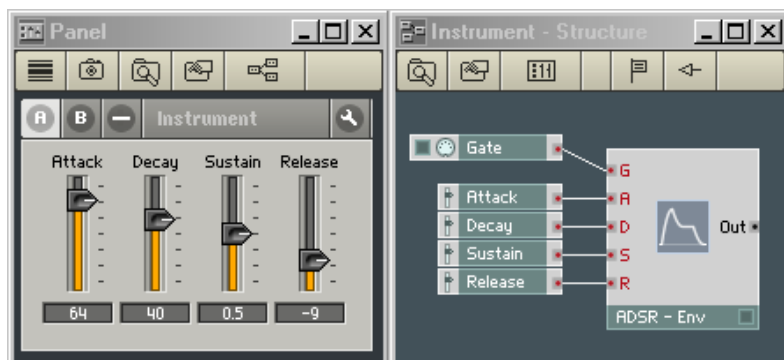 Panel
A B Instrument
Attack Decay Sustain Release
64 40 0.5 -9
Instrument - Structure
Gate
Attack
Decay
Sustain
Release
G
A
D
S
R
Out
ADSR - Env